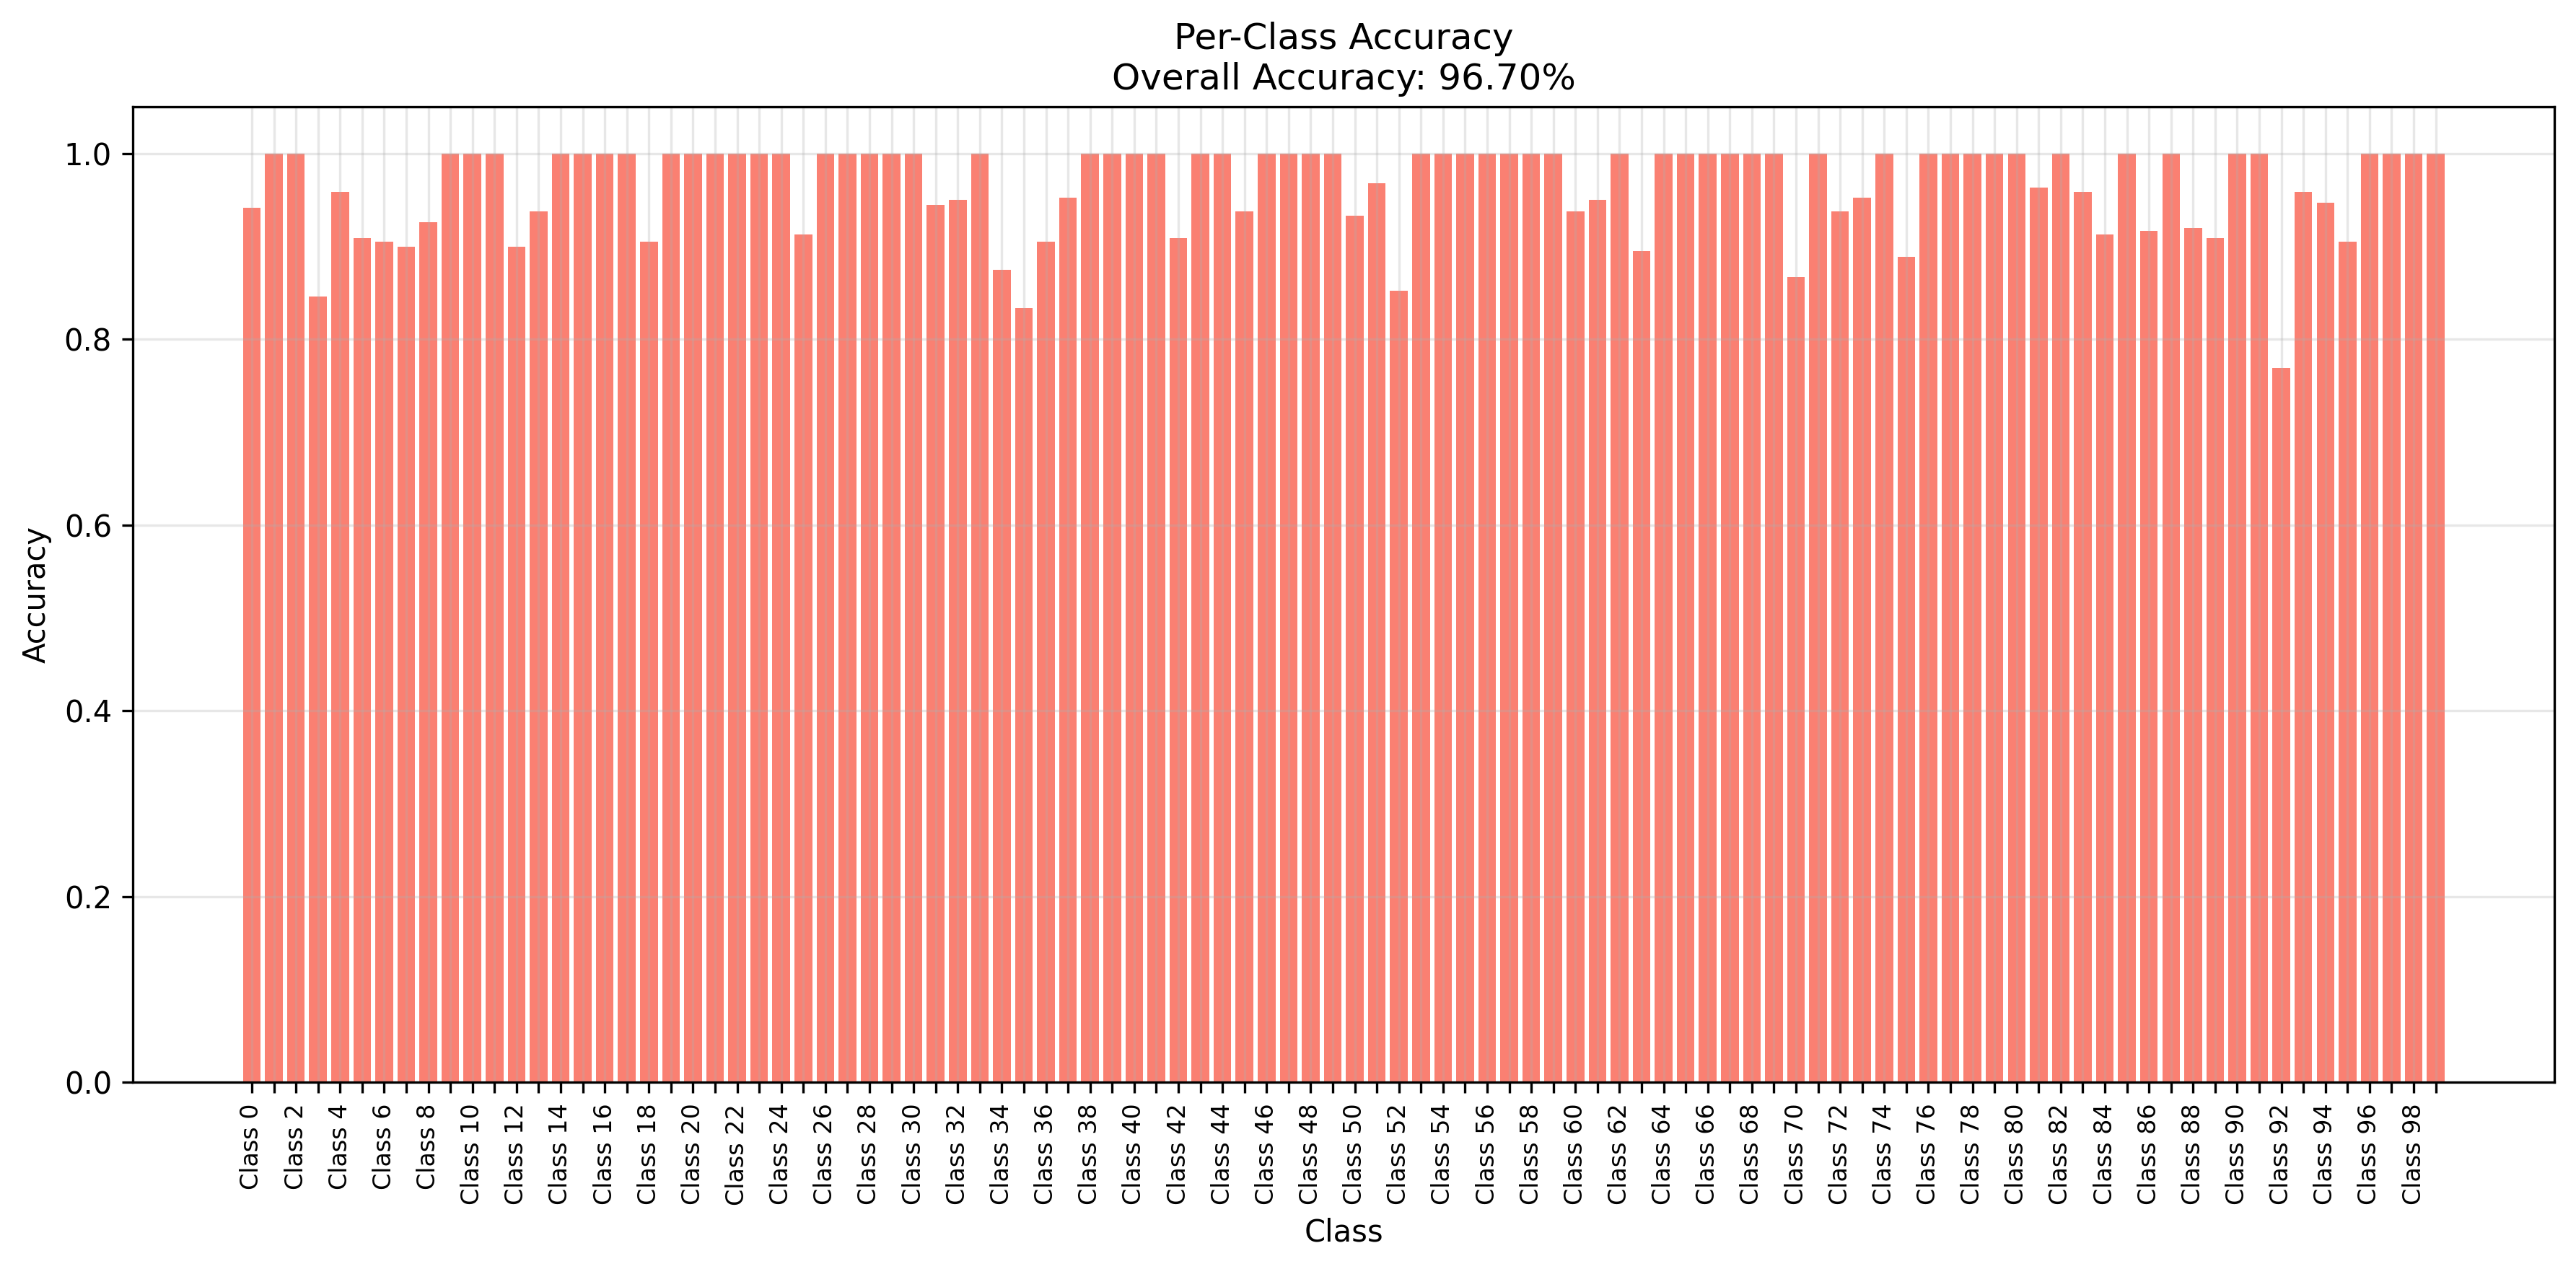 Per-Class Accuracy
Overall Accuracy: 96.70%
Accuracy
1.0
0.8
0.6
0.4
0.2
0.0
Class 0
Class 2
Class 4
Class 6
Class 8
Class 10
Class 12
Class 14
Class 16
Class 18
Class 20
Class 22
Class 24
Class 26
Class 28
Class 30
Class 32
Class 34
Class 36
Class 38
Class 40
Class 42
Class 44
Class 46
Class 48
Class 50
Class 52
Class 54
Class 56
Class 58
Class 60
Class 62
Class 64
Class 66
Class 68
Class 70
Class 72
Class 74
Class 76
Class 78
Class 80
Class 82
Class 84
Class 86
Class 88
Class 90
Class 92
Class 94
Class 96
Class 98
Class